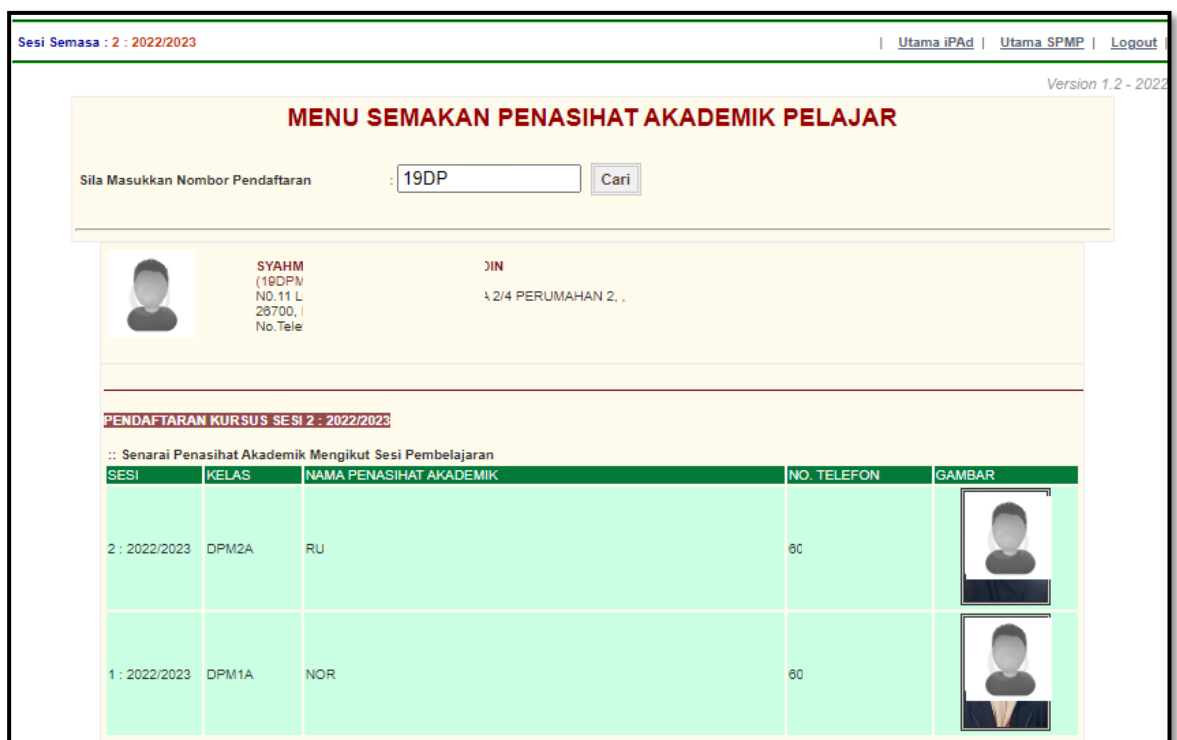 Sesi Semasa : 2 : 2022/2023 | Utama iPAd | Utama SPMP | Logout |
Version 1.2 - 2022
MENU SEMAKAN PENASIHAT AKADEMIK PELAJAR
Sila Masukkan Nombor Pendaftaran : 19DP Cari
SYAHM DIN
(19DPM
N0.11 L A 2/4 PERUMAHAN 2, ,
26700,
No.Tele
PENDAFTARAN KURSUS SESI 2 : 2022/2023
:: Senarai Penasihat Akademik Mengikut Sesi Pembelajaran
SESI KELAS NAMA PENASIHAT AKADEMIK NO. TELEFON GAMBAR
2 : 2022/2023 DPM2A RU 60
1 : 2022/2023 DPM1A NOR 60